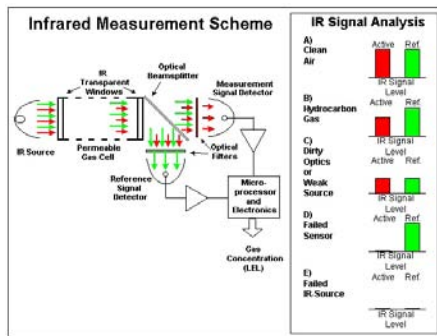 Infrared Measurement Scheme
IR
Transparent
Windows
Optical
Beamsplitter
Measurement
Signal
Detector
IR Source
Permeable
Gas Cell
Optical
Filters
Reference
Signal
Detector
Micro-
processor
and
Electronics
Gas
Concentration
(LEL)
IR Signal Analysis
A)
Clean
Air
Active Ref.
IR Signal
Level
B)
Hydrocarbon
Gas
Active Ref.
IR Signal
Level
C)
Dirty
Optics
or
Weak
Source
Active Ref.
IR Signal
Level
D)
Failed
Sensor
Active Ref.
IR Signal
Level
E)
Failed
IR-Source
Active Ref.
IR Signal
Level